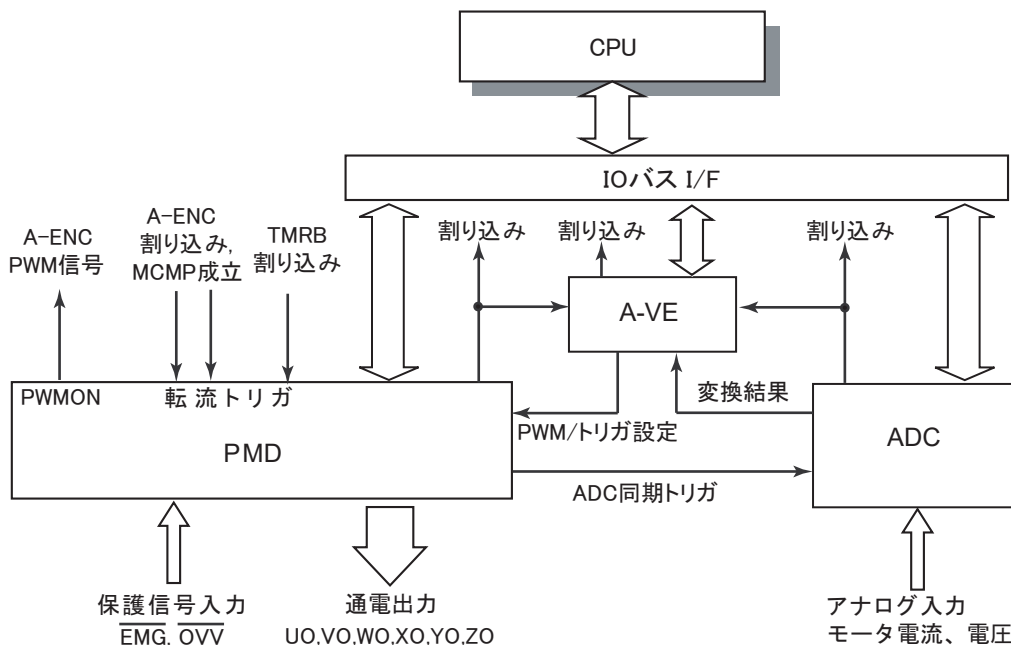 CPU
IOバス I/F
A-ENC
PWM信号
A-ENC
割り込み,
MCMP成立
TMRB
割り込み
割り込み
割り込み
割り込み
A-VE
PWMON
転流トリガ
PMD
PWM/トリガ設定
変換結果
ADC
ADC同期トリガ
保護信号入力
EMG, OVV
通電出力
UO,VO,WO,XO,YO,ZO
アナログ入力
モータ電流、電圧